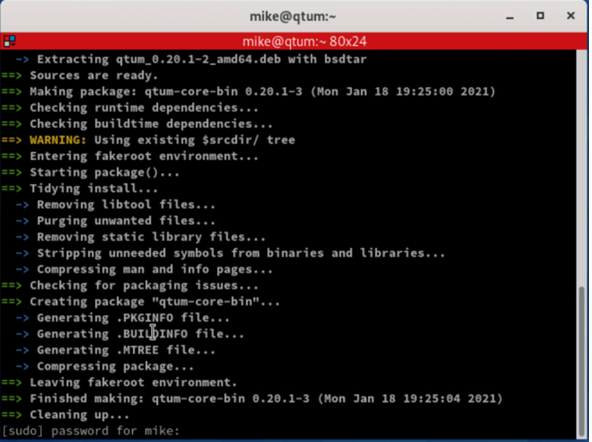 mike@qtum:~
mike@qtum:~ 80x24
-> Extracting qtum_0.20.1-2_amd64.deb with bsdtar
==> Sources are ready.
==> Making package: qtum-core-bin 0.20.1-3 (Mon Jan 18 19:25:00 2021)
==> Checking runtime dependencies...
==> Checking buildtime dependencies...
==> WARNING: Using existing $srcdir/ tree
==> Entering fakeroot environment...
==> Starting package()...
==> Tidying install...
-> Removing libtool files...
-> Purging unwanted files...
-> Removing static library files...
-> Stripping unneeded symbols from binaries and libraries...
-> Compressing man and info pages...
==> Checking for packaging issues...
==> Creating package "qtum-core-bin"...
-> Generating .PKGINFO file...
-> Generating .BUILDINFO file...
-> Generating .MTREE file...
-> Compressing package...
==> Leaving fakeroot environment.
==> Finished making: qtum-core-bin 0.20.1-3 (Mon Jan 18 19:25:04 2021)
==> Cleaning up...
[sudo] password for mike: